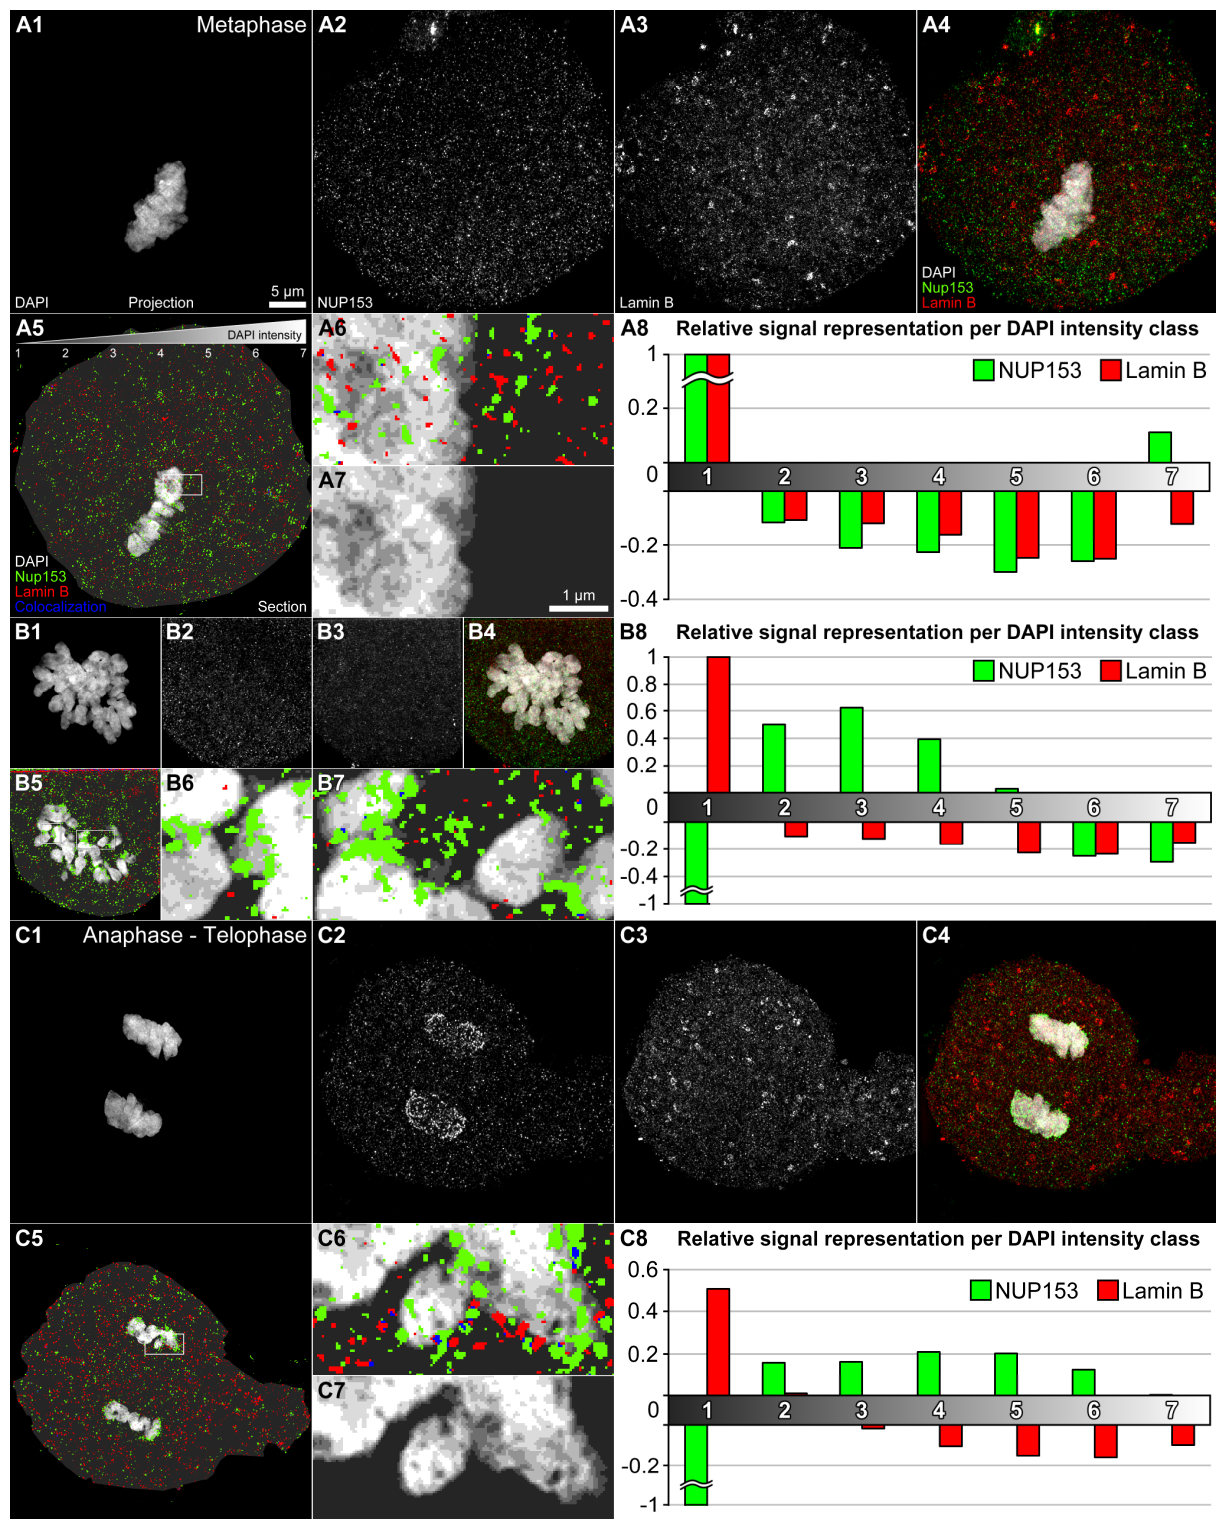 A1 Metaphase
DAPI Projection 5 µm
A2
NUP153
A3
Lamin B
A4
DAPI
Nup153
Lamin B
A5
DAPI intensity
1 2 3 4 5 6 7
DAPI
Nup153
Lamin B
Colocalization Section
A6
A7
1 µm
A8 Relative signal representation per DAPI intensity class
NUP153 Lamin B
1
0.2
0
-0.2
-0.4
1 2 3 4 5 6 7
B1
B2
B3
B4
B5
B6
B7
B8 Relative signal representation per DAPI intensity class
NUP153 Lamin B
1
0.8
0.6
0.4
0.2
0
-0.2
-0.4
-1
1 2 3 4 5 6 7
C1 Anaphase - Telophase
C2
C3
C4
C5
C6
C7
C8 Relative signal representation per DAPI intensity class
NUP153 Lamin B
0.6
0.4
0.2
0
-0.2
-1
1 2 3 4 5 6 7